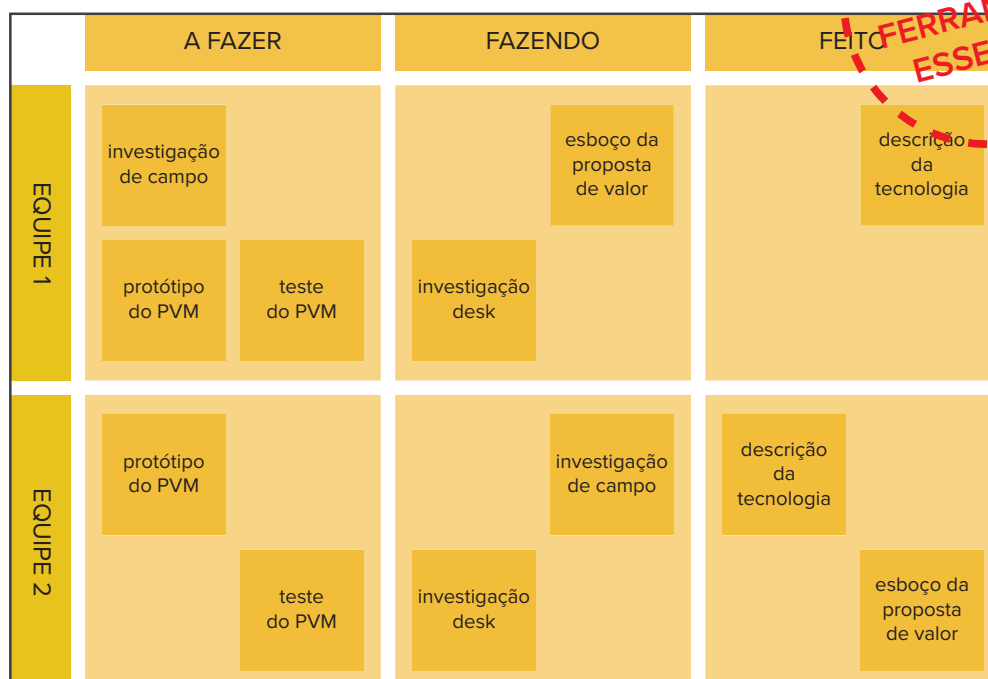 A FAZER
FAZENDO
FEITO
EQUIPE 1
investigação
de campo
protótipo
do PVM
teste
do PVM
esboço da
proposta
de valor
investigação
desk
descrição
da
tecnologia
EQUIPE 2
protótipo
do PVM
teste
do PVM
investigação
de campo
investigação
desk
descrição
da
tecnologia
esboço da
proposta
de valor